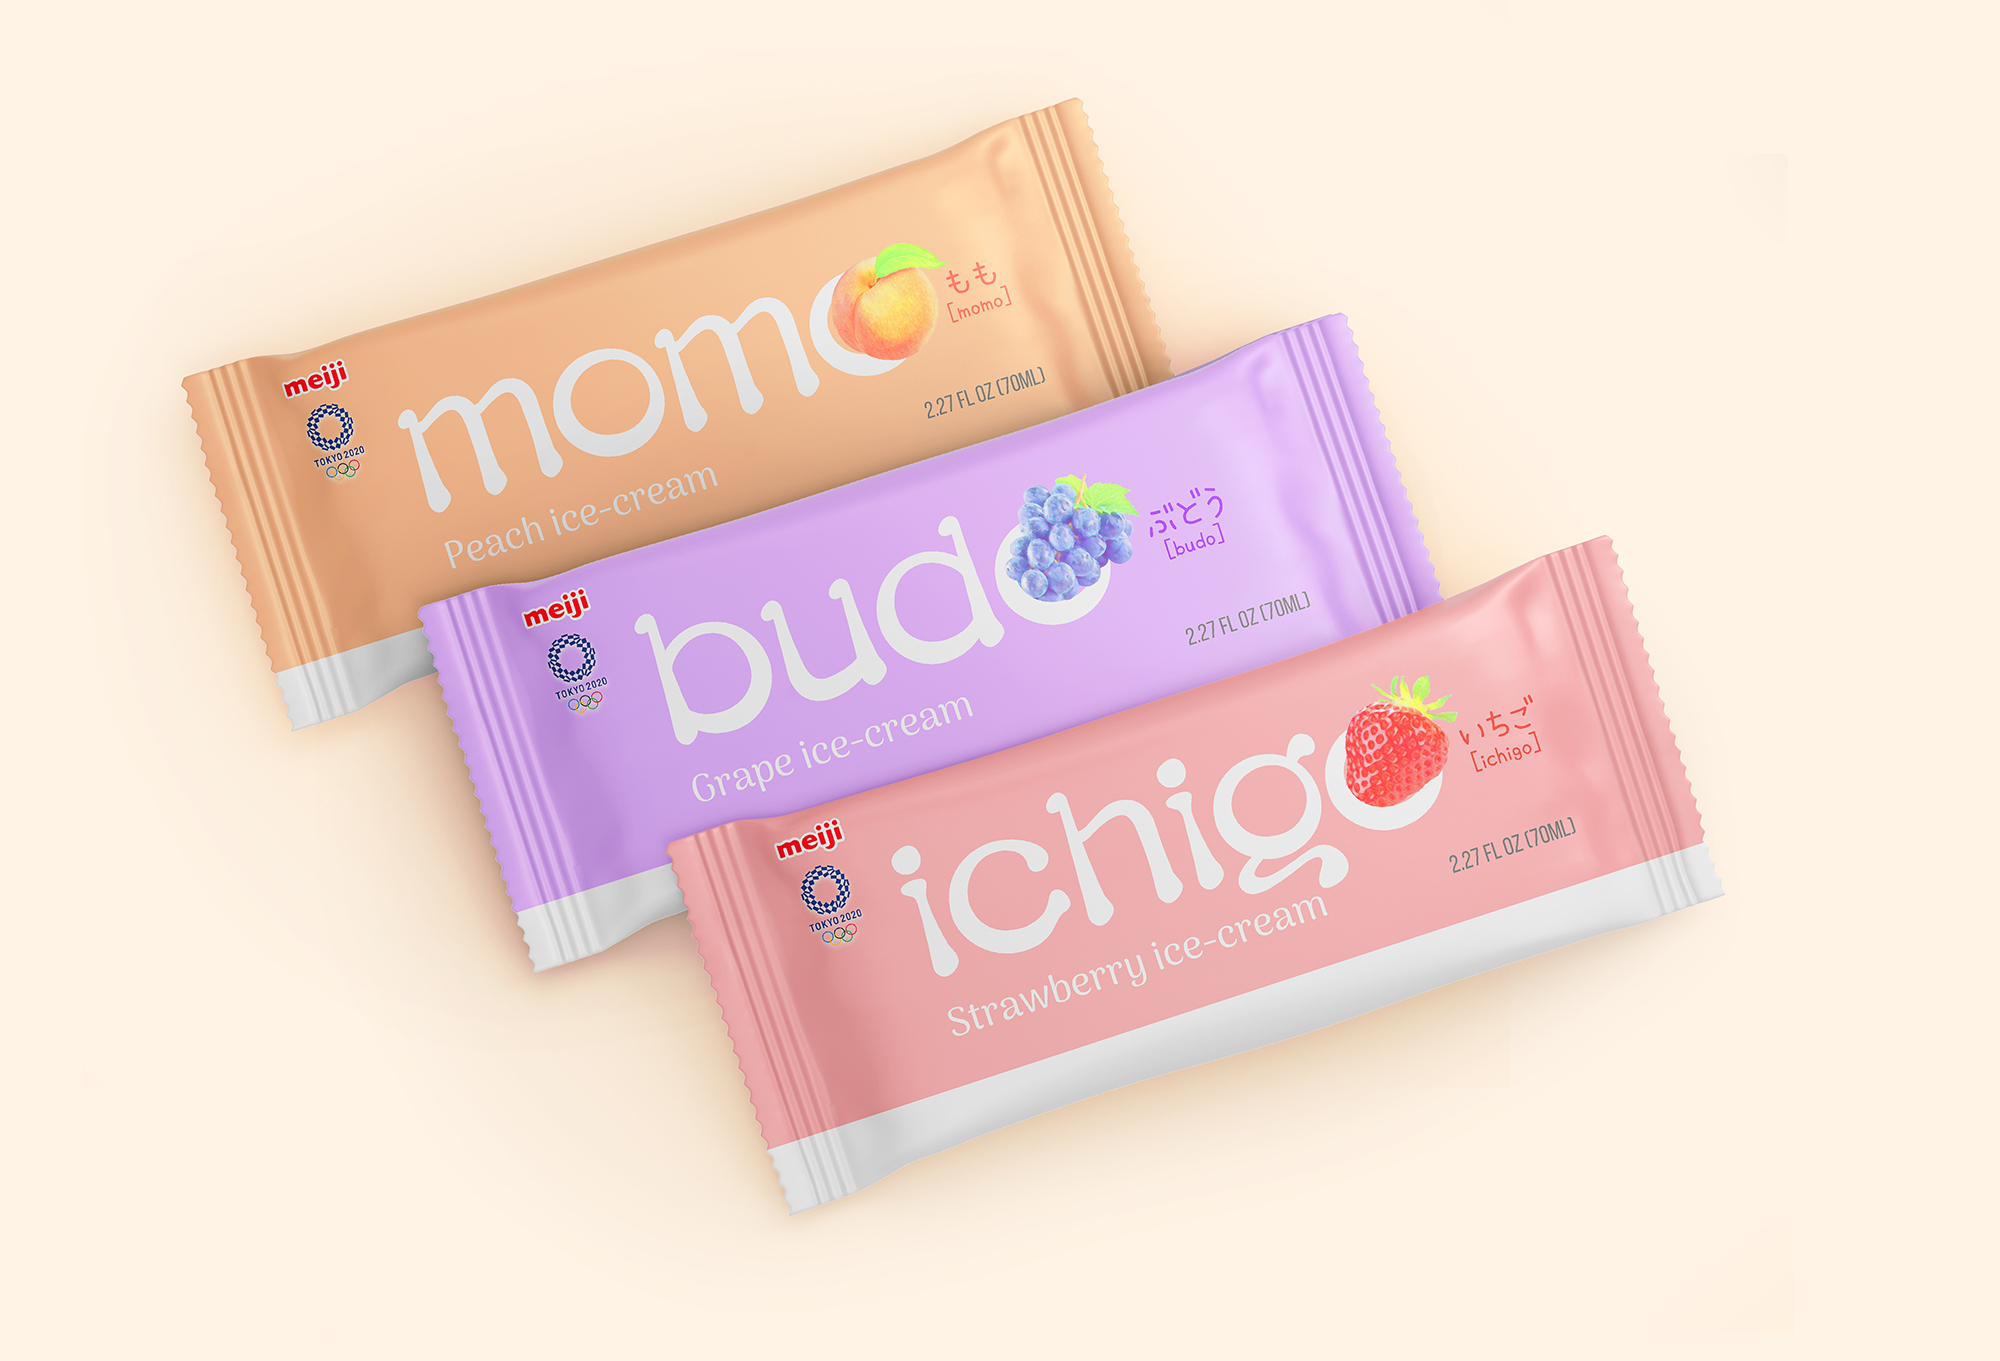 meiji
TOKYO 2020
momo
もも
[momo]
2.27 FL OZ (70ML)
Peach ice-cream
meiji
TOKYO 2020
budo
ぶどう
[budo]
2.27 FL OZ (70ML)
Grape ice-cream
meiji
TOKYO 2020
ichigo
いちご
[ichigo]
2.27 FL OZ (70ML)
Strawberry ice-cream